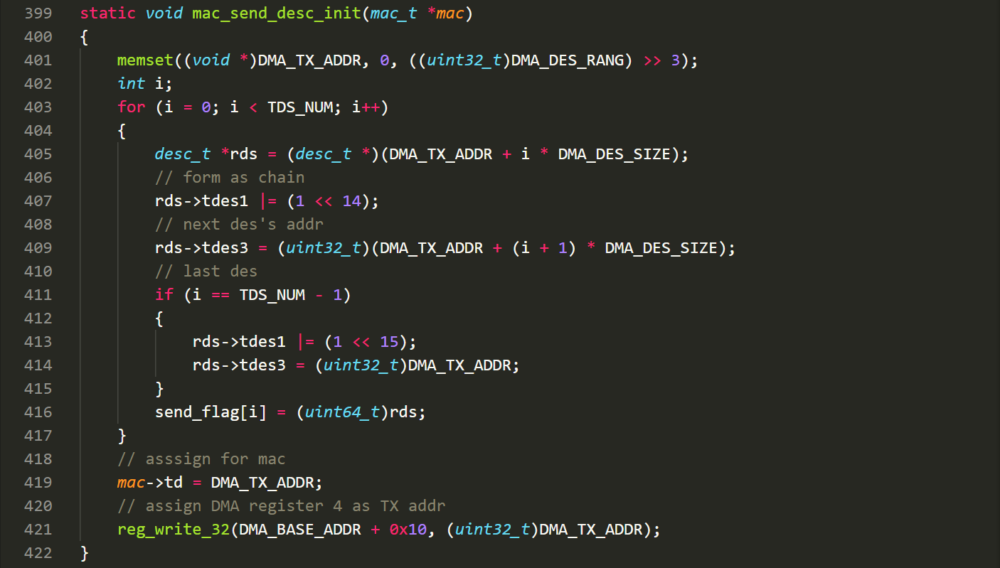 399 static void mac_send_desc_init(mac_t *mac)
400 {
401     memset((void *)DMA_TX_ADDR, 0, ((uint32_t)DMA_DES_RANG) >> 3);
402     int i;
403     for (i = 0; i < TDS_NUM; i++)
404     {
405         desc_t *rds = (desc_t *)(DMA_TX_ADDR + i * DMA_DES_SIZE);
406         // form as chain
407         rds->tdes1 |= (1 << 14);
408         // next des's addr
409         rds->tdes3 = (uint32_t)(DMA_TX_ADDR + (i + 1) * DMA_DES_SIZE);
410         // last des
411         if (i == TDS_NUM - 1)
412         {
413             rds->tdes1 |= (1 << 15);
414             rds->tdes3 = (uint32_t)DMA_TX_ADDR;
415         }
416         send_flag[i] = (uint64_t)rds;
417     }
418     // asssign for mac
419     mac->td = DMA_TX_ADDR;
420     // assign DMA register 4 as TX addr
421     reg_write_32(DMA_BASE_ADDR + 0x10, (uint32_t)DMA_TX_ADDR);
422 }